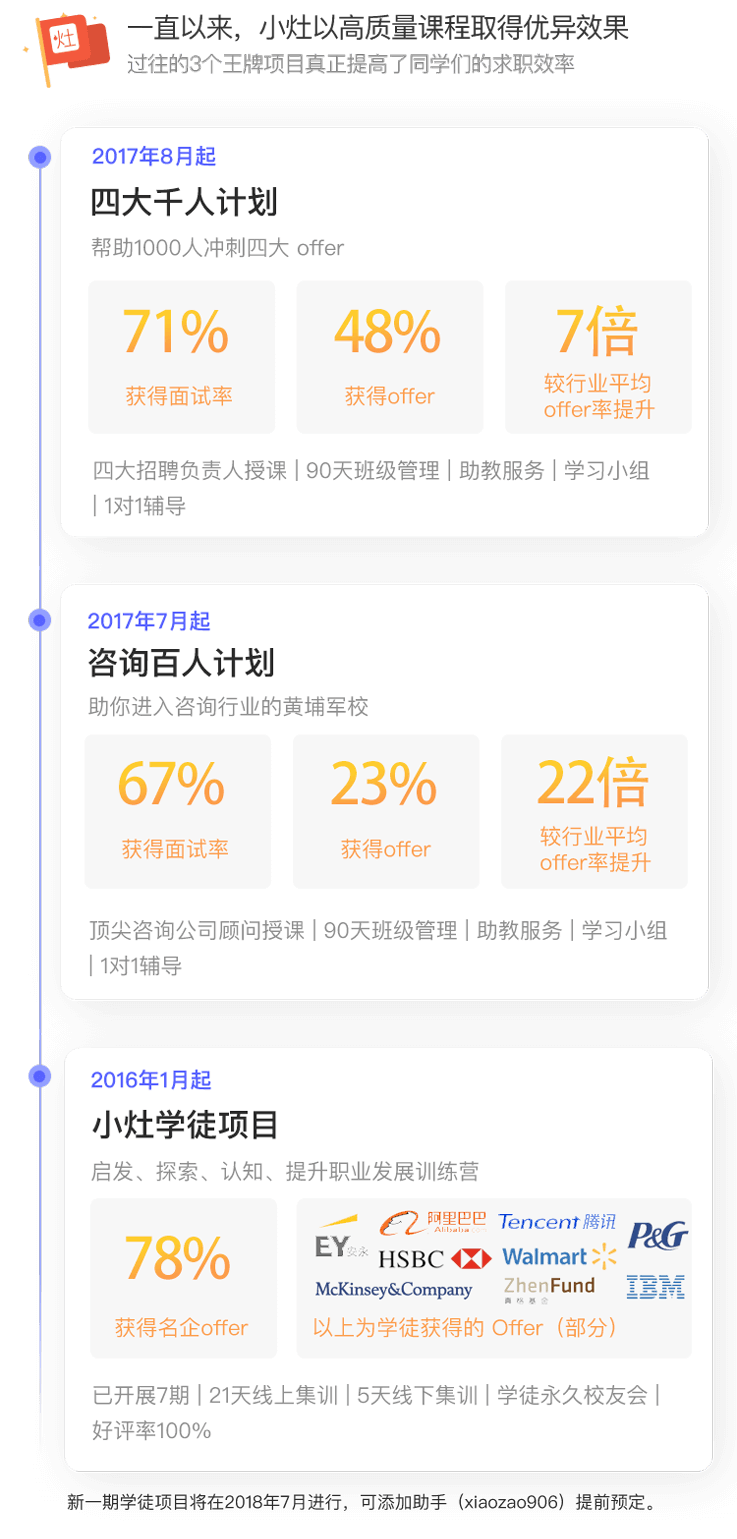 灶
一直以来，小灶以高质量课程取得优异效果
过往的3个王牌项目真正提高了同学们的求职效率
2017年8月起
四大千人计划
帮助1000人冲刺四大 offer
71%
48%
7倍
获得面试率
获得offer
较行业平均
offer率提升
四大招聘负责人授课 | 90天班级管理 | 助教服务 | 学习小组
| 1对1辅导
2017年7月起
咨询百人计划
助你进入咨询行业的黄埔军校
67%
23%
22倍
获得面试率
获得offer
较行业平均
offer率提升
顶尖咨询公司顾问授课 | 90天班级管理 | 助教服务 | 学习小组
| 1对1辅导
2016年1月起
小灶学徒项目
启发、探索、认知、提升职业发展训练营
78%
获得名企offer
EY安永
阿里巴巴
Alibaba.com
Tencent 腾讯
P&G
HSBC
Walmart
McKinsey&Company
ZhenFund
真格基金
IBM
以上为学徒获得的 Offer（部分）
已开展7期 | 21天线上集训 | 5天线下集训 | 学徒永久校友会 |
好评率100%
新一期学徒项目将在2018年7月进行，可添加助手（xiaozao906）提前预定。